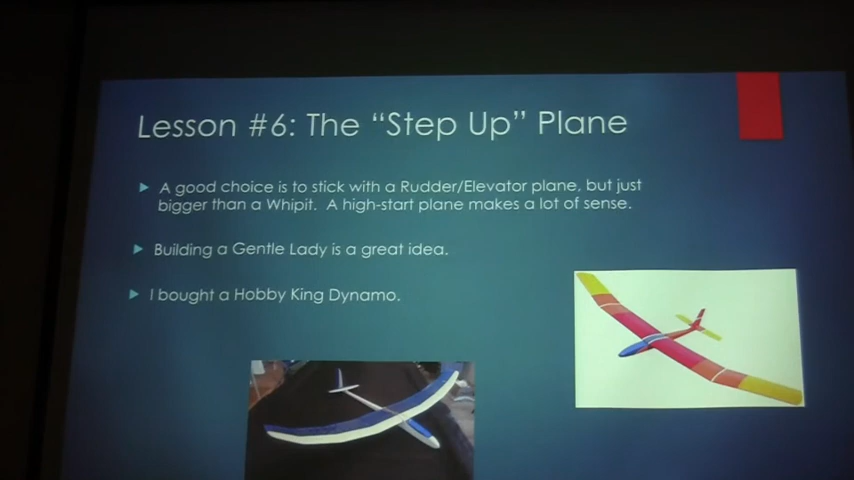 Lesson #6: The “Step Up” Plane
A good choice is to stick with a Rudder/Elevator plane, but just
bigger than a Whipit. A high-start plane makes a lot of sense.
Building a Gentle Lady is a great idea.
I bought a Hobby King Dynamo.